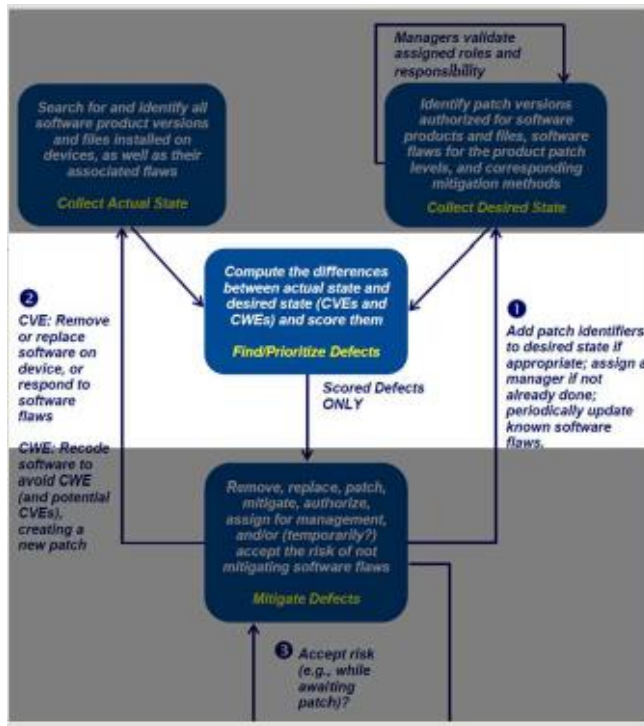 Managers validate
assigned roles and
responsibility
Search for and identify all
software product versions
and files installed on
devices, as well as their
associated flaws
Collect Actual State
Identify patch versions
authorized for software
products and files, software
flaws for the product patch
levels, and corresponding
mitigation methods
Collect Desired State
Compute the differences
between actual state and
desired state (CVEs and
CWEs) and score them
Find/Prioritize Defects
2
CVE: Remove
or replace
software on
device, or
respond to
software
flaws
CWE: Recode
software to
avoid CWE
(and potential
CVEs),
creating a
new patch
1
Add patch identifiers
to desired state if
appropriate; assign a
manager if not
already done;
periodically update
known software
flaws.
Scored Defects
ONLY
Remove, replace, patch,
mitigate, authorize,
assign for management,
and/or (temporarily?)
accept the risk of not
mitigating software flaws
Mitigate Defects
3 Accept risk
(e.g., while
awaiting
patch)?